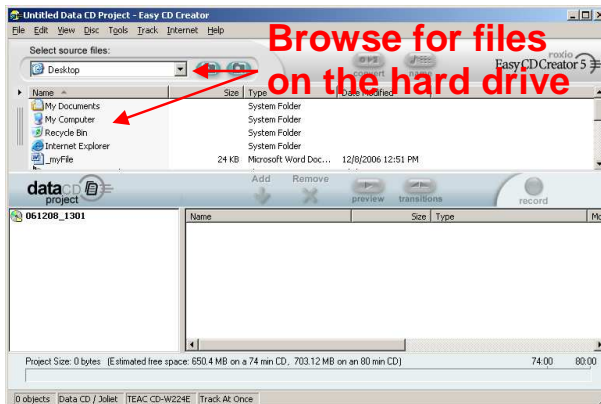 Untitled Data CD Project - Easy CD Creator
File Edit View Disc Tools Track Internet Help
Browse for files
on the hard drive
Select source files:
Desktop
convert name
roxio
Easy CD Creator 5
Name Size Type Date Modified
My Documents System Folder
My Computer System Folder
Recycle Bin System Folder
Internet Explorer System Folder
_myFile 24 KB Microsoft Word Doc... 12/8/2006 12:51 PM
datacd
project
Add Remove
preview transitions record
061208_1301
Name Size Type Mo
Project Size: 0 bytes (Estimated free space: 650.4 MB on a 74 min CD, 703.12 MB on an 80 min CD) 74:00 80:00
0 objects Data CD / Joliet TEAC CD-W224E Track At Once